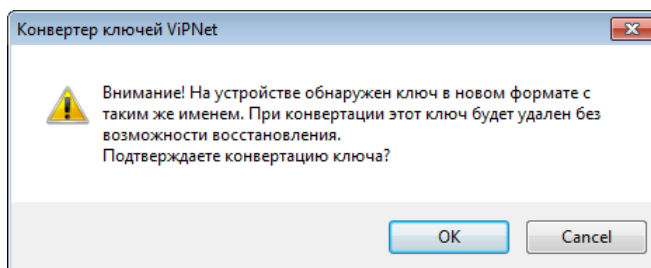 Конвертер ключей ViPNet
Внимание! На устройстве обнаружен ключ в новом формате с
таким же именем. При конвертации этот ключ будет удален без
возможности восстановления.
Подтверждаете конвертацию ключа?
OK
Cancel